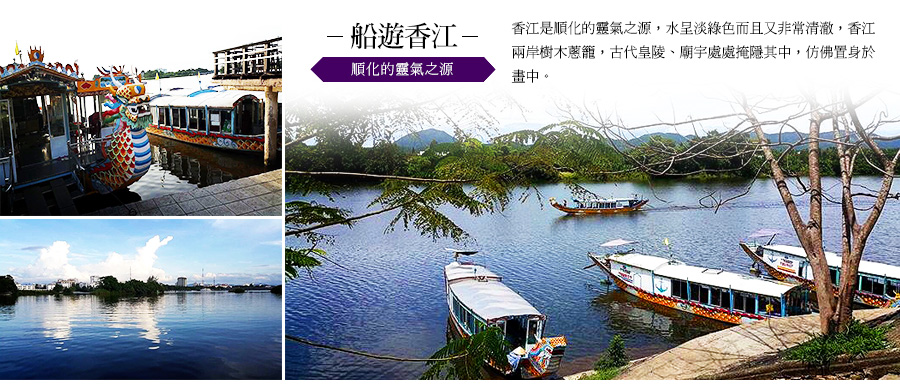 － 船遊香江 －
順化的靈氣之源
香江是順化的靈氣之源，水呈淡綠色而且又非常清澈，香江
兩岸樹木蔥籠，古代皇陵、廟宇處處掩隱其中，仿佛置身於
畫中。